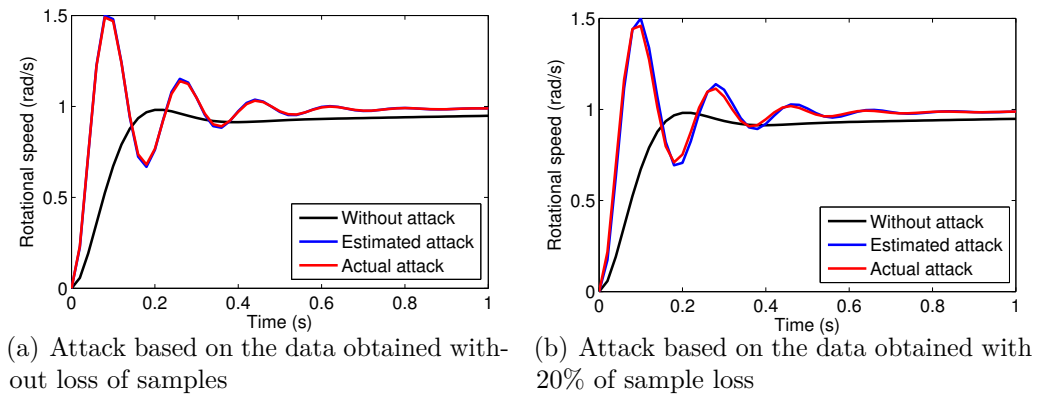 1.5
1
0.5
0
0
0.2
0.4
0.6
0.8
1
Rotational speed (rad/s)
Time (s)
Without attack
Estimated attack
Actual attack
(a) Attack based on the data obtained with-
out loss of samples
1.5
1
0.5
0
0
0.2
0.4
0.6
0.8
1
Rotational speed (rad/s)
Time (s)
Without attack
Estimated attack
Actual attack
(b) Attack based on the data obtained with
20% of sample loss